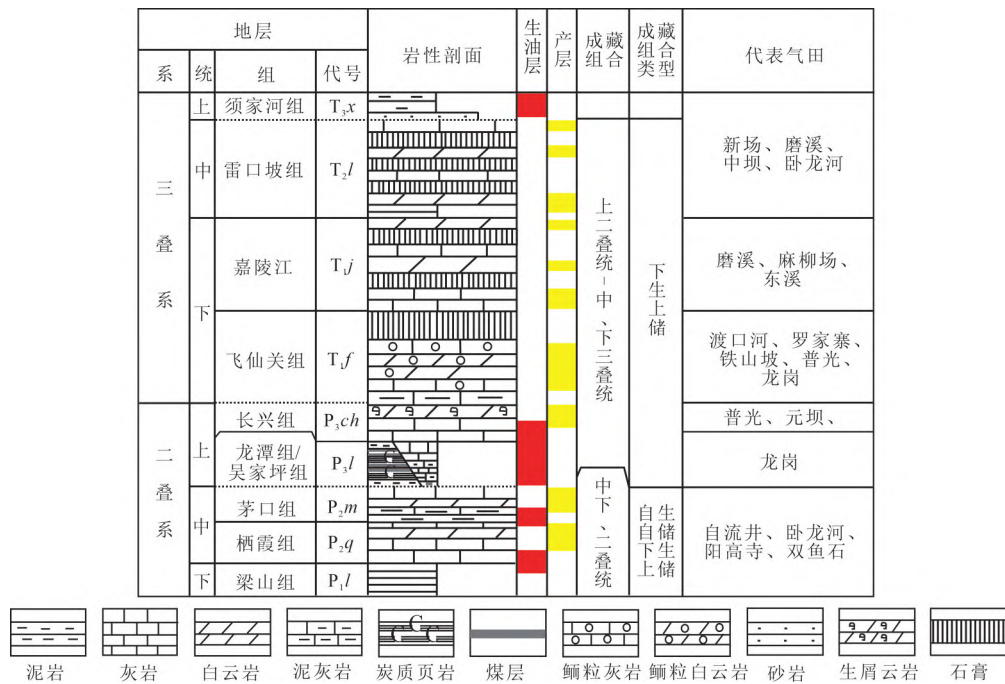 地层
系
统
组
代号
岩性剖面
生油层
产层
成藏组合
成藏组合类型
代表气田
三叠系
上
须家河组
T₃x
中
雷口坡组
T₂l
新场、磨溪、
中坝、卧龙河
下
嘉陵江
T₁j
磨溪、麻柳场、
东溪
飞仙关组
T₁f
渡口河、罗家寨、
铁山坡、普光、
龙岗
上二叠统-中、下三叠统
下生上储
二叠系
上
长兴组
P₃ch
普光、元坝、
龙潭组/
吴家坪组
P₃l
龙岗
中
茅口组
P₂m
栖霞组
P₂q
下
梁山组
P₁l
中下、二叠统
自生
自储
下生
上储
自流井、卧龙河、
阳高寺、双鱼石
C
C
C C
泥岩
灰岩
白云岩
泥灰岩
炭质页岩
煤层
鲕粒灰岩
鲕粒白云岩
砂岩
生屑云岩
石膏